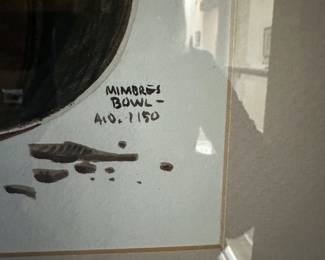 MIMBRES
BOWL -
A.D. 1150